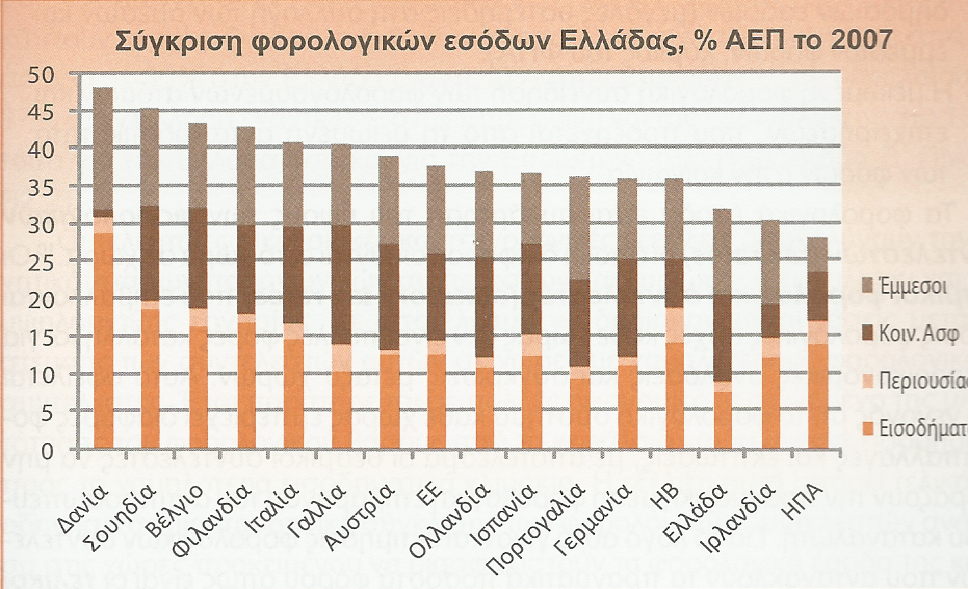 Σύγκριση φορολογικών εσόδων Ελλάδας, % ΑΕΠ το 2007
50
45
40
35
30
25
20
15
10
5
0
Δανία
Σουηδία
Βέλγιο
Φιλανδία
Ιταλία
Γαλλία
Αυστρία
ΕΕ
Ολλανδία
Ισπανία
Πορτογαλία
Γερμανία
ΗΒ
Ελλάδα
Ιρλανδία
ΗΠΑ
Έμμεσοι
Κοιν.Ασφ
Περιουσίας
Εισοδήματ